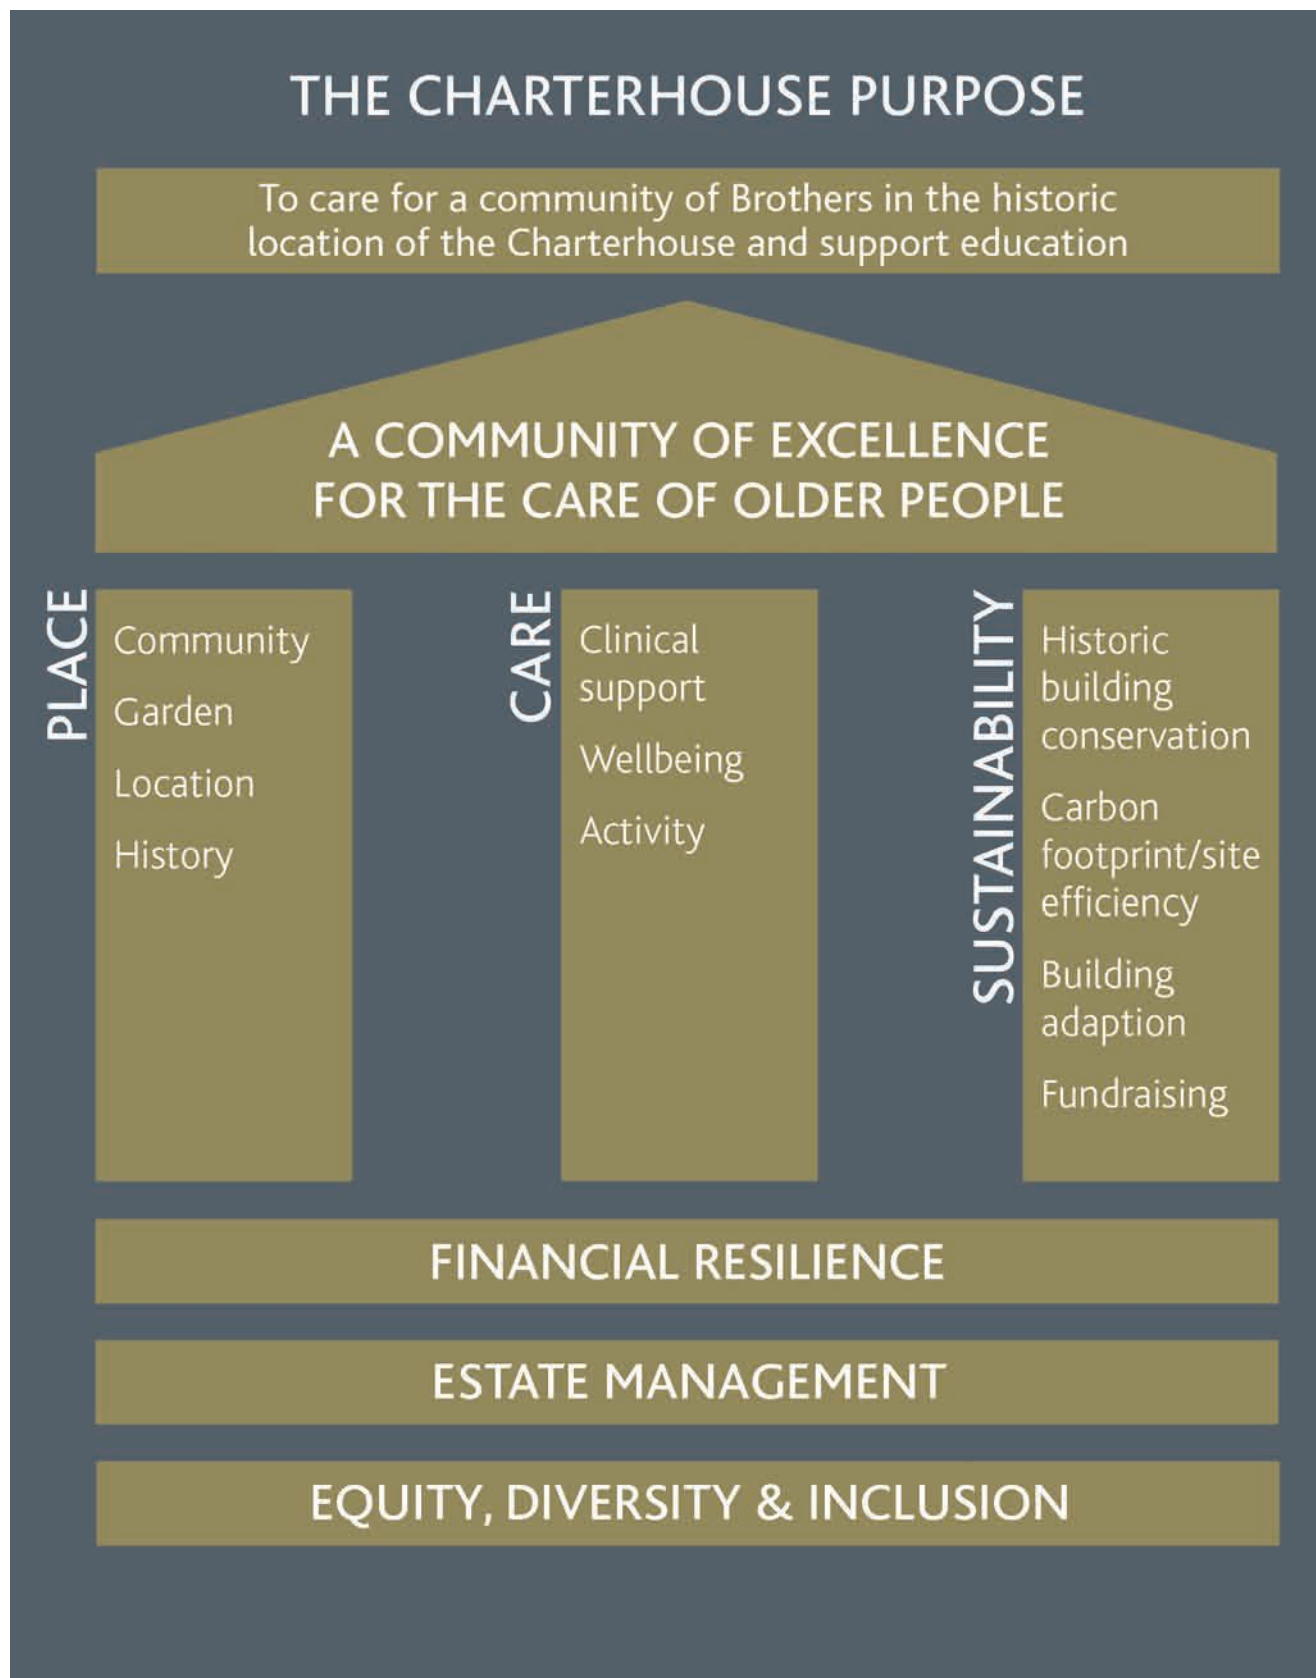 THE CHARTERHOUSE PURPOSE
To care for a community of Brothers in the historic
location of the Charterhouse and support education
A COMMUNITY OF EXCELLENCE
FOR THE CARE OF OLDER PEOPLE
PLACE
Community
Garden
Location
History
CARE
Clinical
support
Wellbeing
Activity
SUSTAINABILITY
Historic
building
conservation
Carbon
footprint/site
efficiency
Building
adaption
Fundraising
FINANCIAL RESILIENCE
ESTATE MANAGEMENT
EQUITY, DIVERSITY & INCLUSION